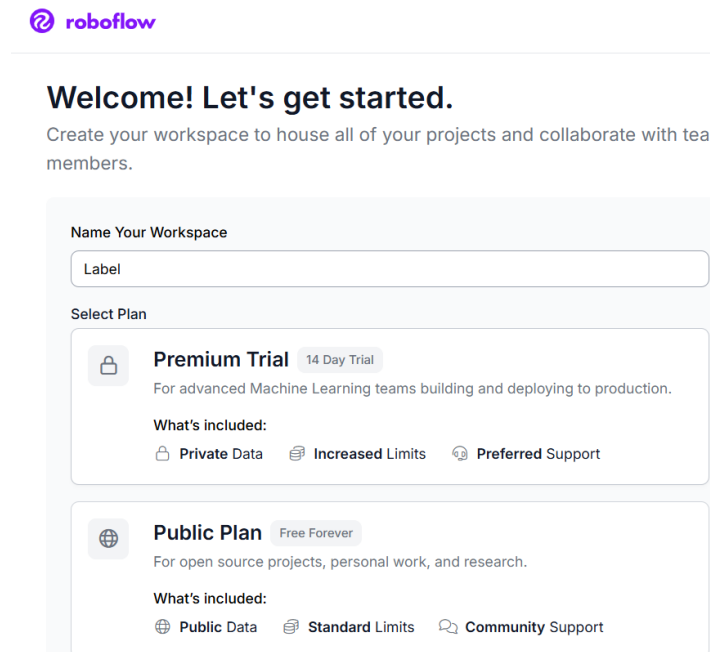 roboflow
Welcome! Let's get started.
Create your workspace to house all of your projects and collaborate with tea
members.
Name Your Workspace
Label
Select Plan
Premium Trial 14 Day Trial
For advanced Machine Learning teams building and deploying to production.
What's included:
Private Data Increased Limits Preferred Support
Public Plan Free Forever
For open source projects, personal work, and research.
What's included:
Public Data Standard Limits Community Support